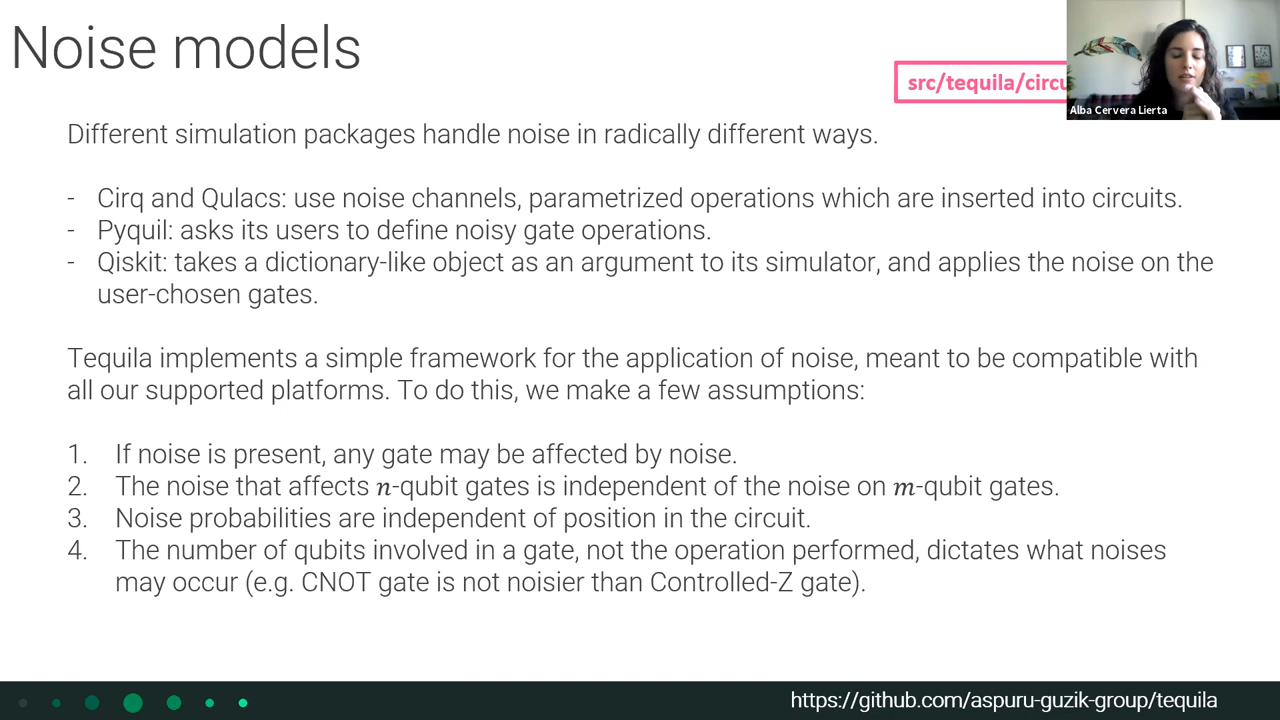 Noise models
src/tequila/circu
Alba Cervera Lierta
Different simulation packages handle noise in radically different ways.
- Cirq and Qulacs: use noise channels, parametrized operations which are inserted into circuits.
- Pyquil: asks its users to define noisy gate operations.
- Qiskit: takes a dictionary-like object as an argument to its simulator, and applies the noise on the
user-chosen gates.
Tequila implements a simple framework for the application of noise, meant to be compatible with
all our supported platforms. To do this, we make a few assumptions:
1. If noise is present, any gate may be affected by noise.
2. The noise that affects n-qubit gates is independent of the noise on m-qubit gates.
3. Noise probabilities are independent of position in the circuit.
4. The number of qubits involved in a gate, not the operation performed, dictates what noises
may occur (e.g. CNOT gate is not noisier than Controlled-Z gate).
https://github.com/aspuru-guzik-group/tequila